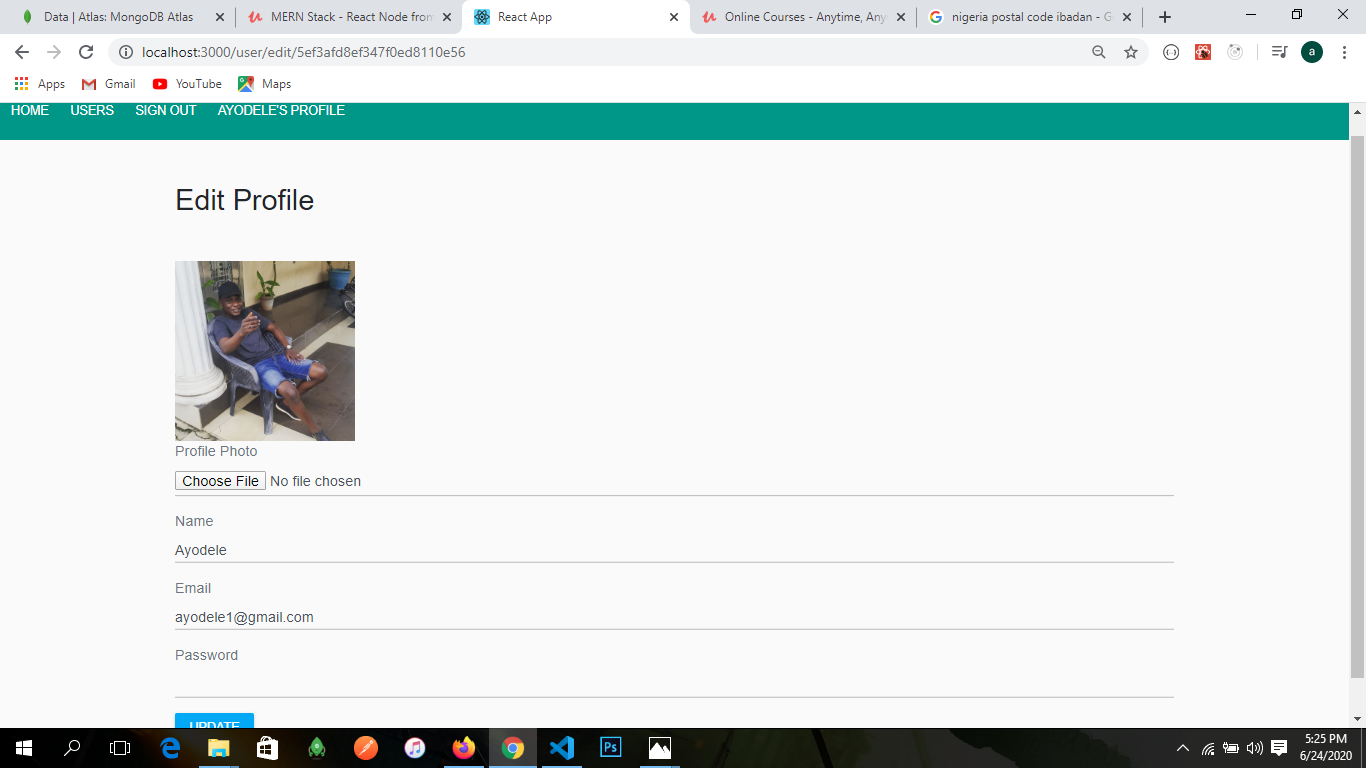 Data | Atlas: MongoDB Atlas
MERN Stack - React Node from
React App
Online Courses - Anytime, Any
nigeria postal code ibadan - G
localhost:3000/user/edit/5ef3afd8ef347f0ed8110e56
a
Apps
Gmail
YouTube
Maps
HOME
USERS
SIGN OUT
AYODELE'S PROFILE
Edit Profile
Profile Photo
Choose File No file chosen
Name
Ayodele
Email
ayodele1@gmail.com
Password
UPDATE
Ps
5:25 PM
6/24/2020